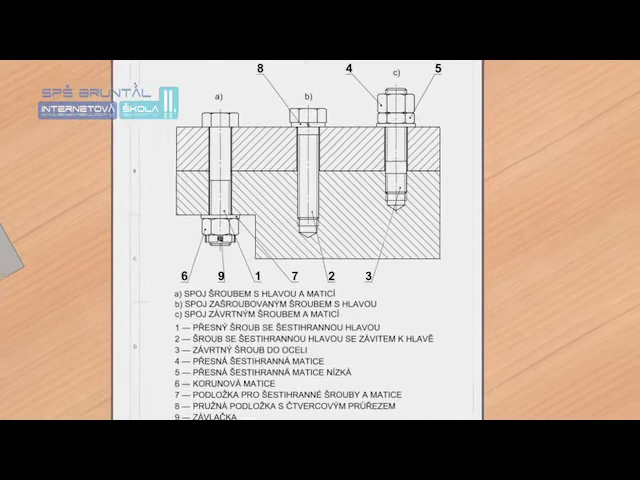 SPŠ BRUNTÁL
INTERNETOVÁ ŠKOLA II.
8 4 5
a) b) c)
6 9 1 7 2 3
a) SPOJ ŠROUBEM S HLAVOU A MATICÍ
b) SPOJ ZAŠROUBOVANÝM ŠROUBEM S HLAVOU
c) SPOJ ZÁVRTNÝM ŠROUBEM A MATICÍ
1 — PŘESNÝ ŠROUB SE ŠESTIHRANNOU HLAVOU
2 — ŠROUB SE ŠESTIHRANNOU HLAVOU SE ZÁVITEM K HLAVĚ
3 — ZÁVRTNÝ ŠROUB DO OCELI
4 — PŘESNÁ ŠESTIHRANNÁ MATICE
5 — PŘESNÁ ŠESTIHRANNÁ MATICE NÍZKÁ
6 — KORUNOVÁ MATICE
7 — PODLOŽKA PRO ŠESTIHRANNÉ ŠROUBY A MATICE
8 — PRUŽNÁ PODLOŽKA S ČTVERCOVÝM PRŮŘEZEM
9 — ZÁVLAČKA